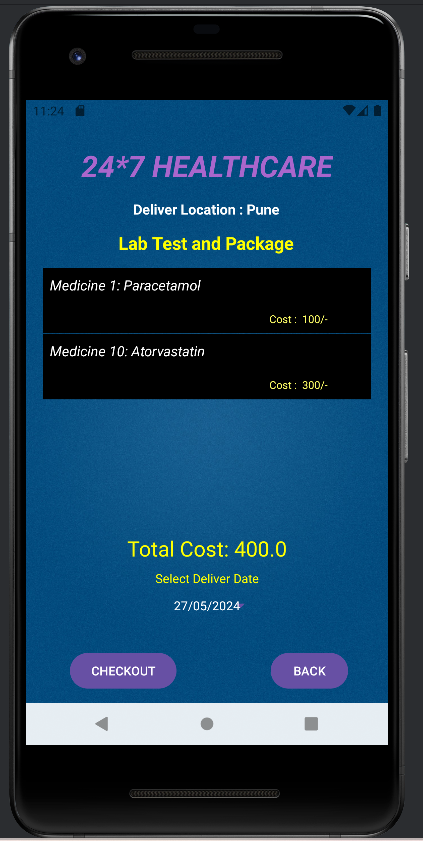 11:24
24*7 HEALTHCARE
Deliver Location : Pune
Lab Test and Package
Medicine 1: Paracetamol
Cost : 100/-
Medicine 10: Atorvastatin
Cost : 300/-
Total Cost: 400.0
Select Deliver Date
27/05/2024
CHECKOUT BACK